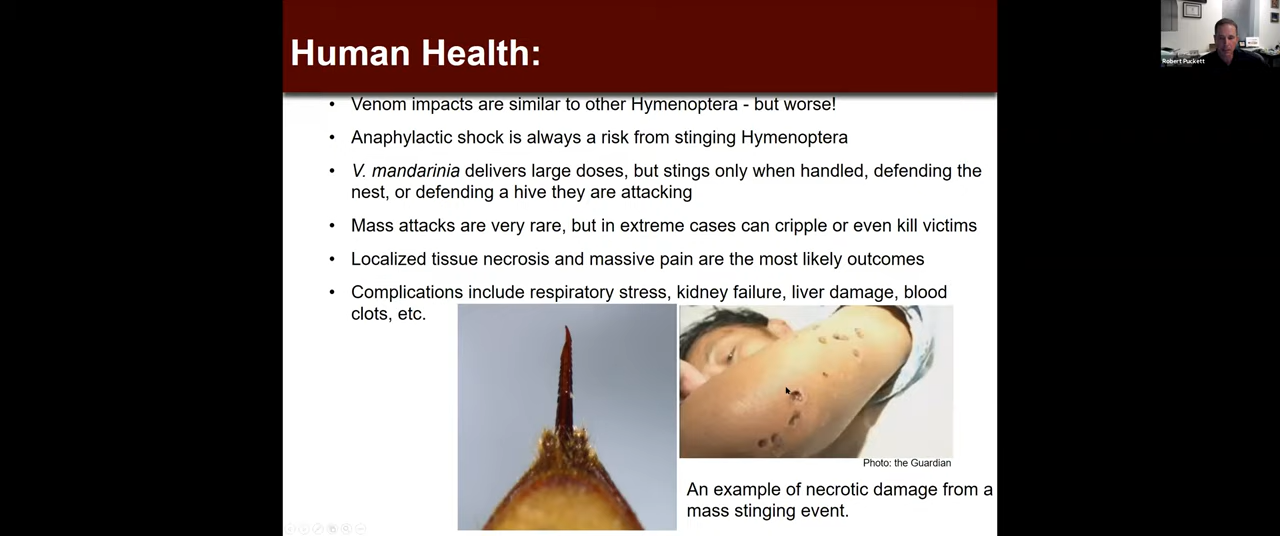 Human Health:
Robert Puckett
• Venom impacts are similar to other Hymenoptera - but worse!
• Anaphylactic shock is always a risk from stinging Hymenoptera
• V. mandarinia delivers large doses, but stings only when handled, defending the
nest, or defending a hive they are attacking
• Mass attacks are very rare, but in extreme cases can cripple or even kill victims
• Localized tissue necrosis and massive pain are the most likely outcomes
• Complications include respiratory stress, kidney failure, liver damage, blood
clots, etc.
Photo: the Guardian
An example of necrotic damage from a
mass stinging event.